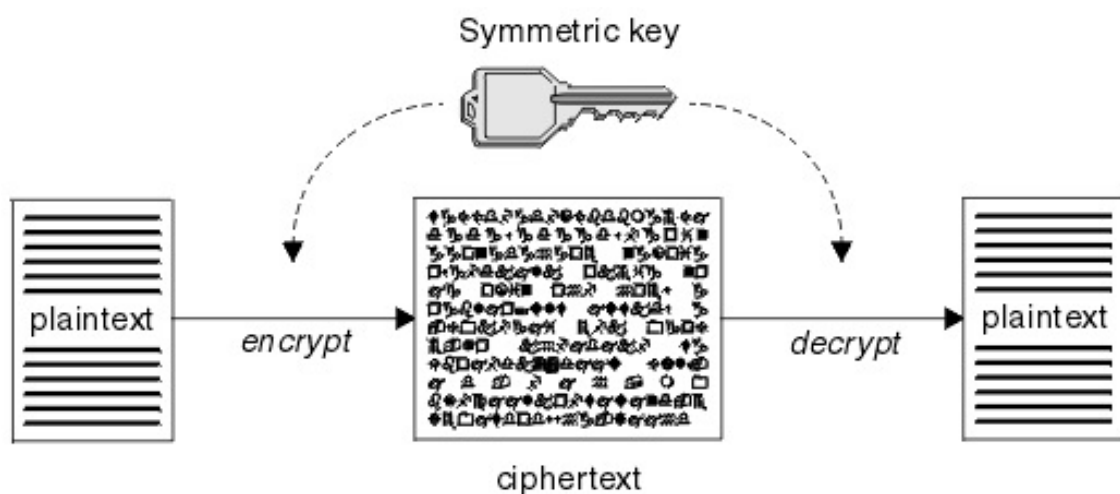 Symmetric key
plaintext
encrypt
decrypt
plaintext
ciphertext